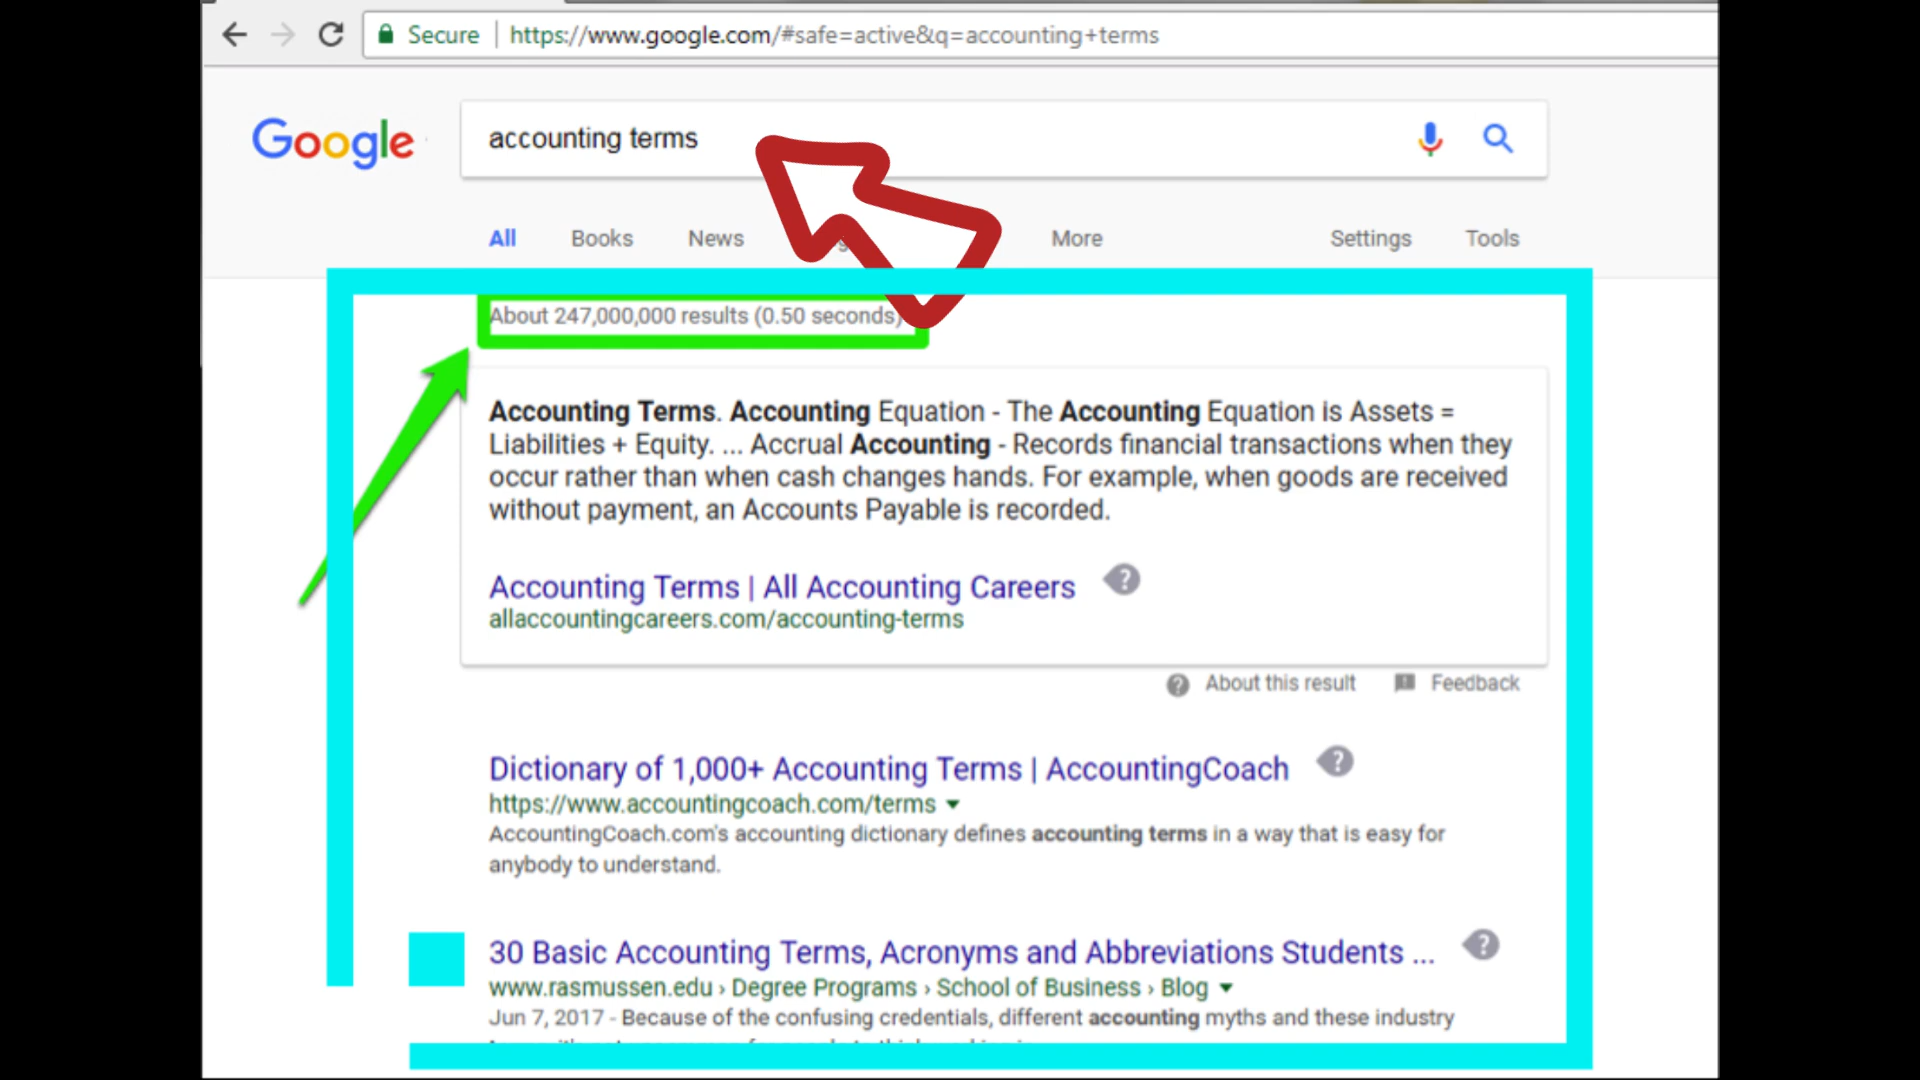 Secure https://www.google.com/#safe=active&q=accounting+terms
Google accounting terms
All Books News More Settings Tools
About 247,000,000 results (0.50 seconds)
Accounting Terms. Accounting Equation - The Accounting Equation is Assets =
Liabilities + Equity. ... Accrual Accounting - Records financial transactions when they
occur rather than when cash changes hands. For example, when goods are received
without payment, an Accounts Payable is recorded.
Accounting Terms | All Accounting Careers
allaccountingcareers.com/accounting-terms
About this result Feedback
Dictionary of 1,000+ Accounting Terms | AccountingCoach
https://www.accountingcoach.com/terms
AccountingCoach.com's accounting dictionary defines accounting terms in a way that is easy for
anybody to understand.
30 Basic Accounting Terms, Acronyms and Abbreviations Students ...
www.rasmussen.edu › Degree Programs › School of Business › Blog
Jun 7, 2017 - Because of the confusing credentials, different accounting myths and these industry